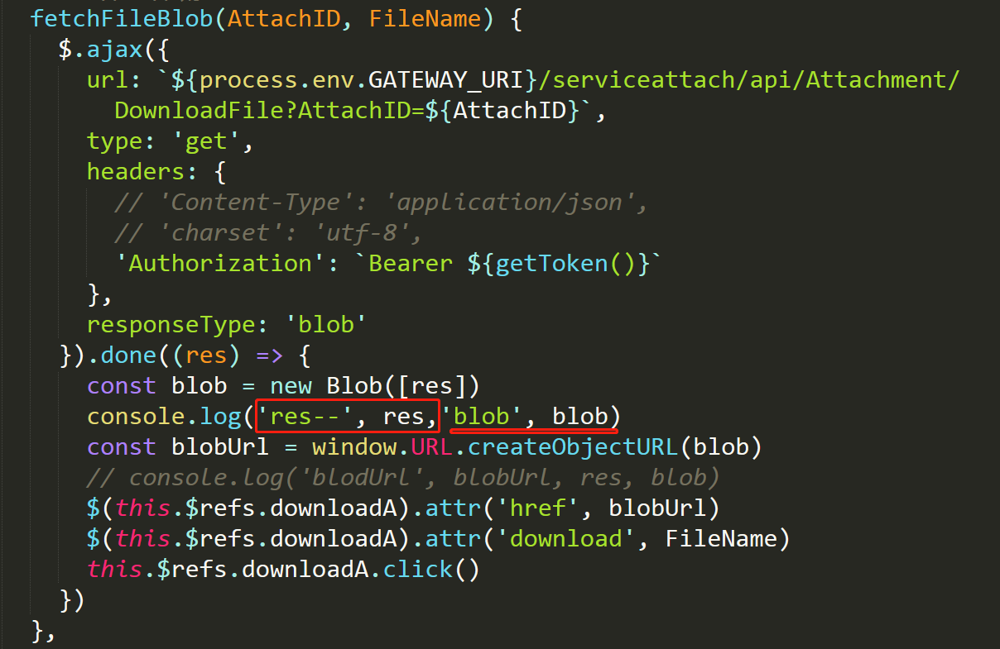 fetchFileBlob(AttachID, FileName) {
$.ajax({
url: `${process.env.GATEWAY_URI}/serviceattach/api/Attachment/
DownloadFile?AttachID=${AttachID}`,
type: 'get',
headers: {
// 'Content-Type': 'application/json',
// 'charset': 'utf-8',
'Authorization': `Bearer ${getToken()}`
},
responseType: 'blob'
}).done((res) => {
const blob = new Blob([res])
console.log('res--', res,'blob', blob)
const blobUrl = window.URL.createObjectURL(blob)
// console.log('blodUrl', blobUrl, res, blob)
$(this.$refs.downloadA).attr('href', blobUrl)
$(this.$refs.downloadA).attr('download', FileName)
this.$refs.downloadA.click()
})
},